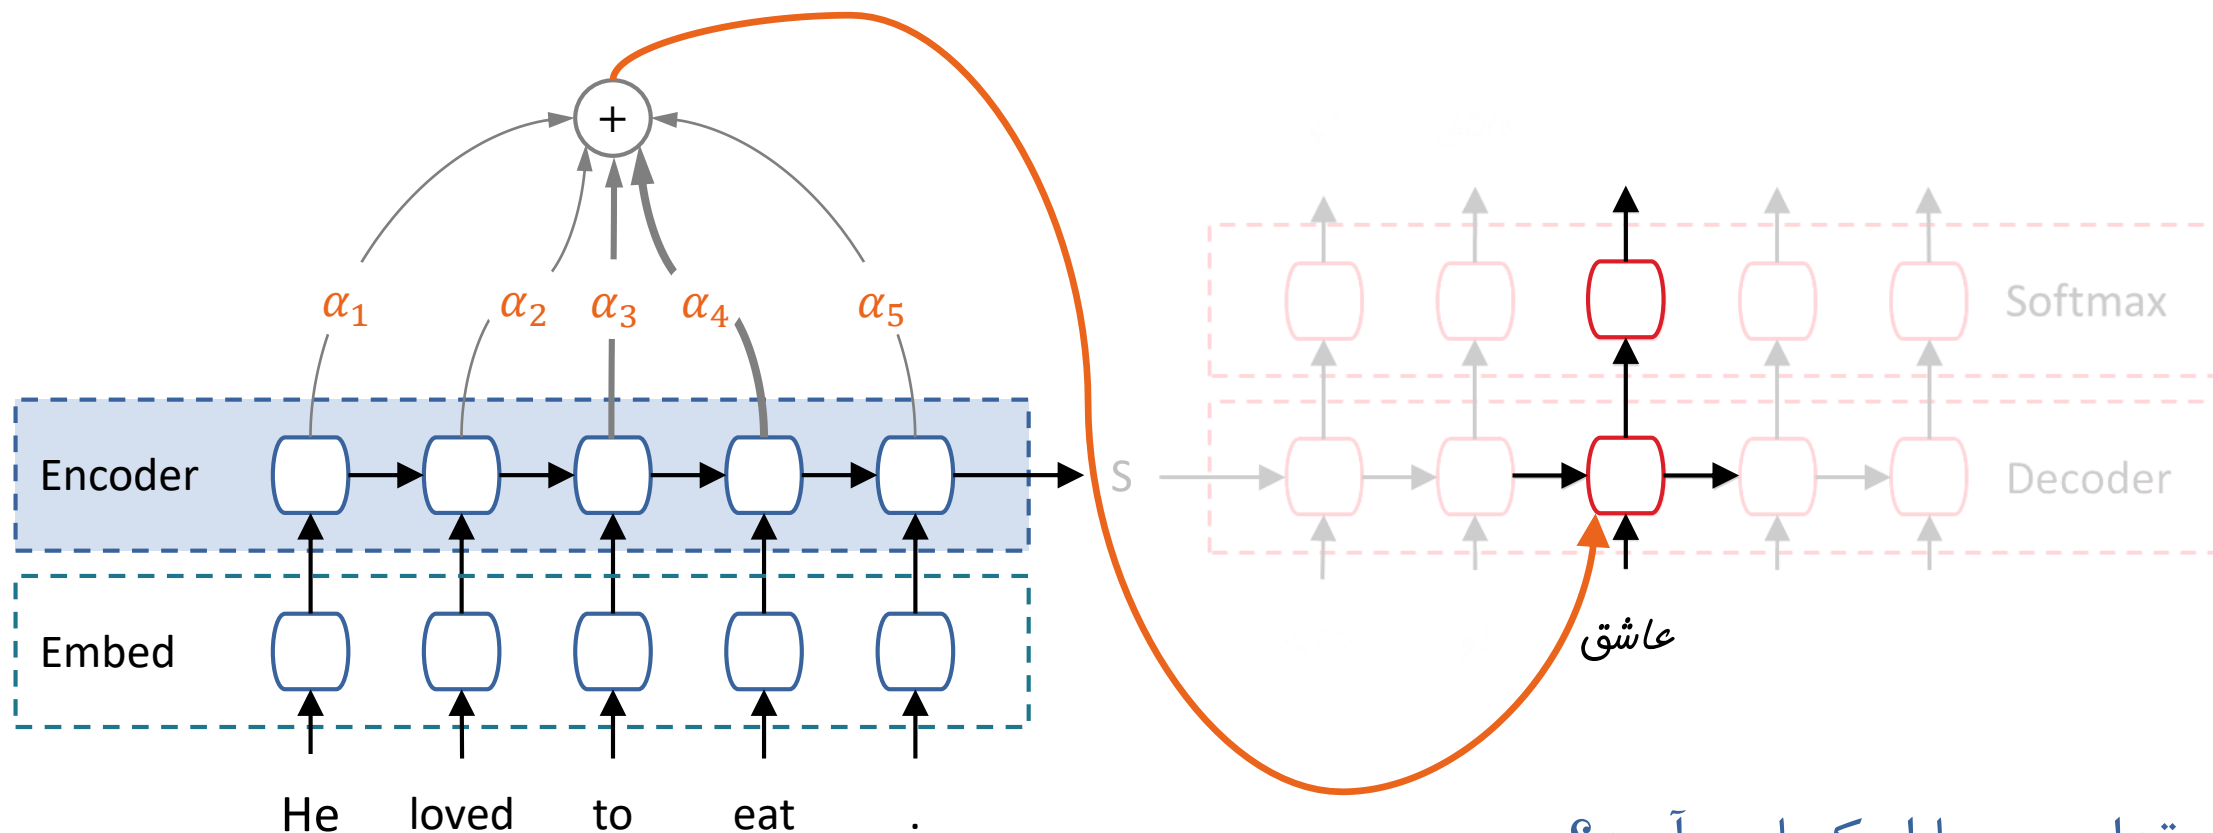 α1 α2 α3 α4 α5
Softmax
Encoder
S
Decoder
Embed
عاشق
He loved to eat .